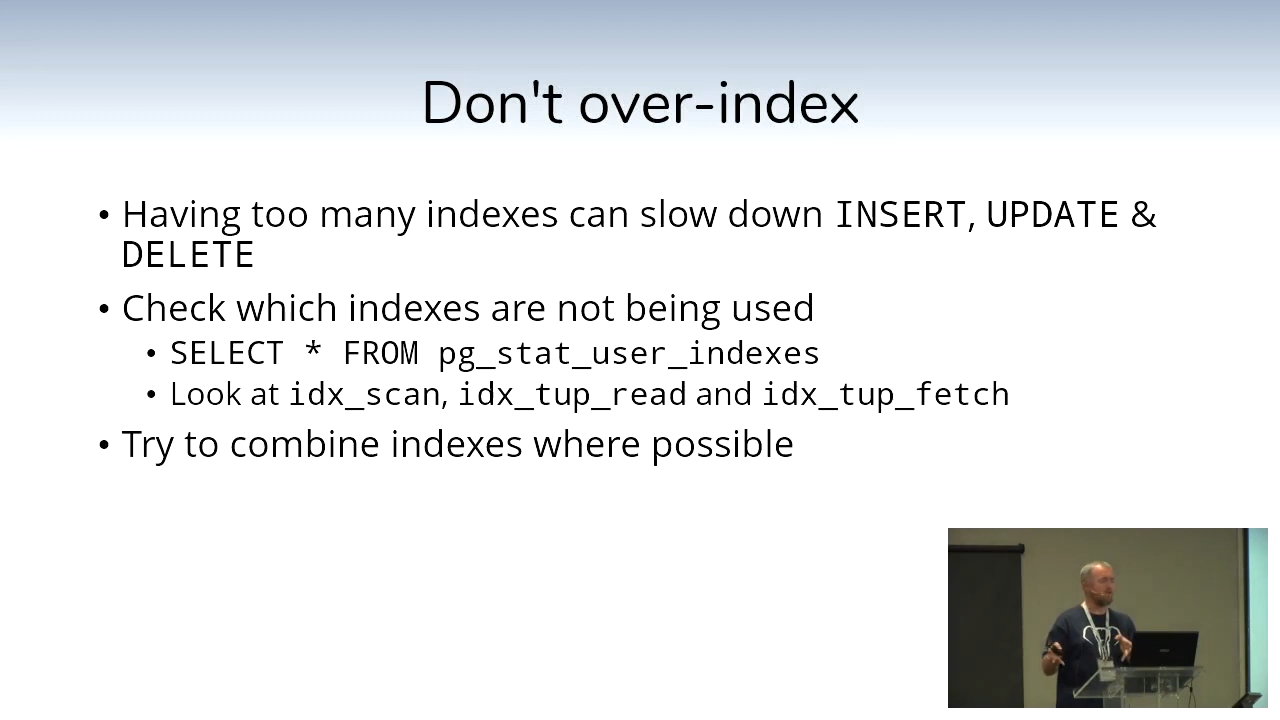 Don't over-index
• Having too many indexes can slow down INSERT, UPDATE &
DELETE
• Check which indexes are not being used
• SELECT * FROM pg_stat_user_indexes
• Look at idx_scan, idx_tup_read and idx_tup_fetch
• Try to combine indexes where possible